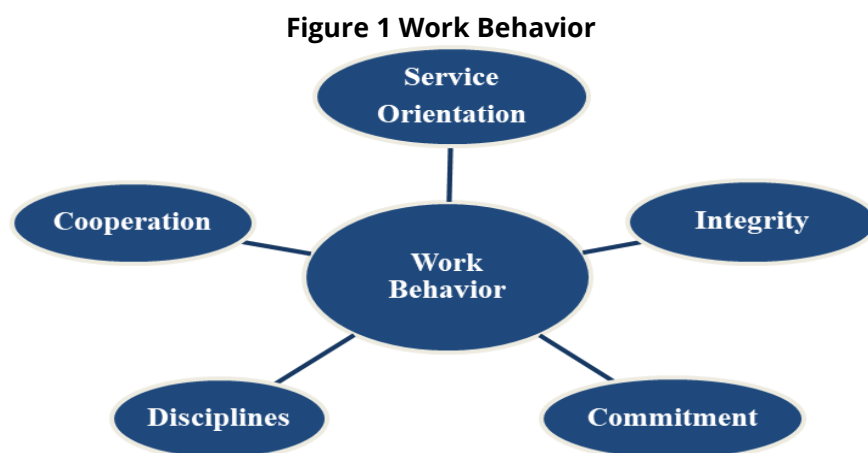 Figure 1 Work Behavior
Service
Orientation
Cooperation
Integrity
Work
Behavior
Disciplines
Commitment